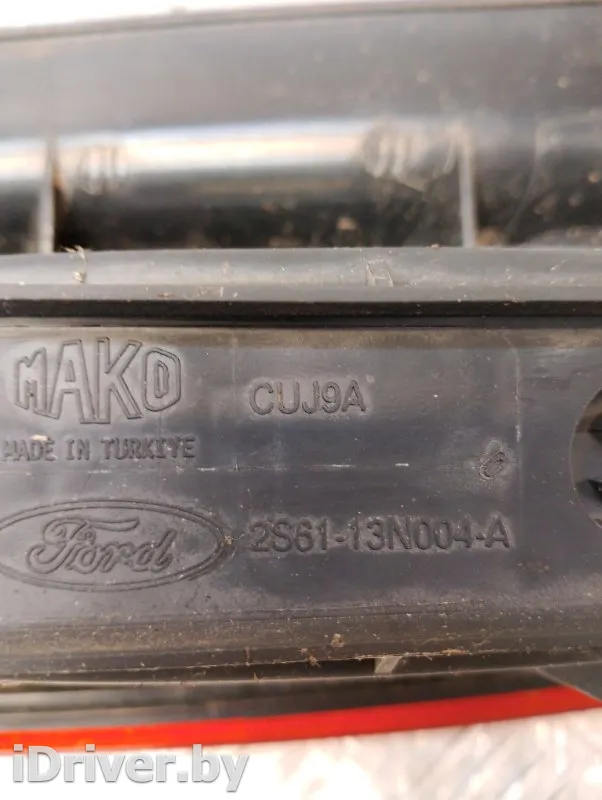 MAKO
CUJ9A
MADE IN TURKIYE
Ford
2S61-13N004-A
iDriver.by